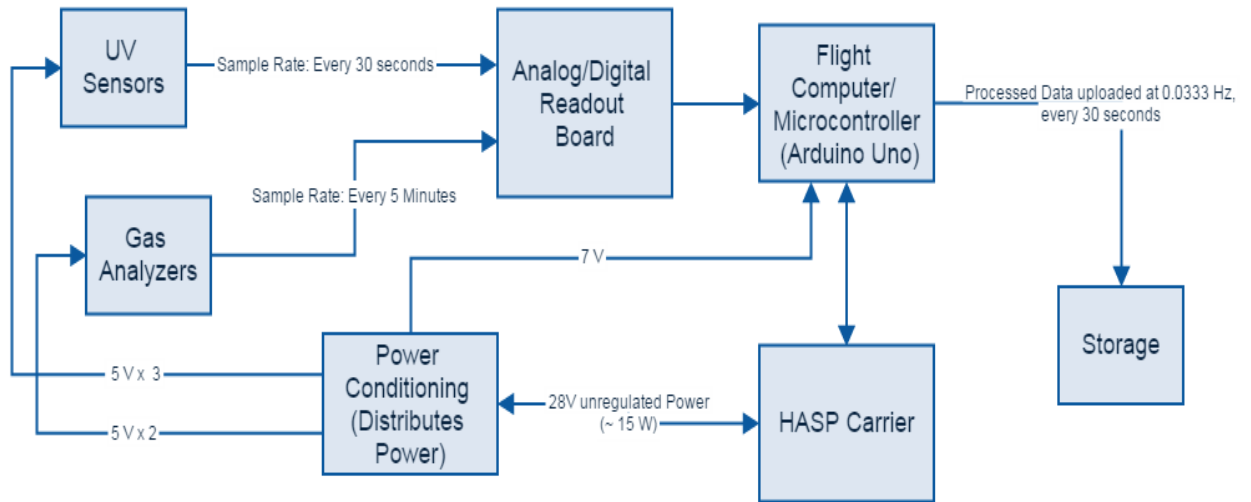 UV
Sensors
Sample Rate: Every 30 seconds
Analog/Digital
Readout
Board
Flight
Computer/
Microcontroller
(Arduino Uno)
Processed Data uploaded at 0.0333 Hz,
every 30 seconds
Sample Rate: Every 5 Minutes
Gas
Analyzers
7 V
Storage
Power
Conditioning
(Distributes
Power)
5 V x 3
5 V x 2
28V unregulated Power
(~ 15 W)
HASP Carrier